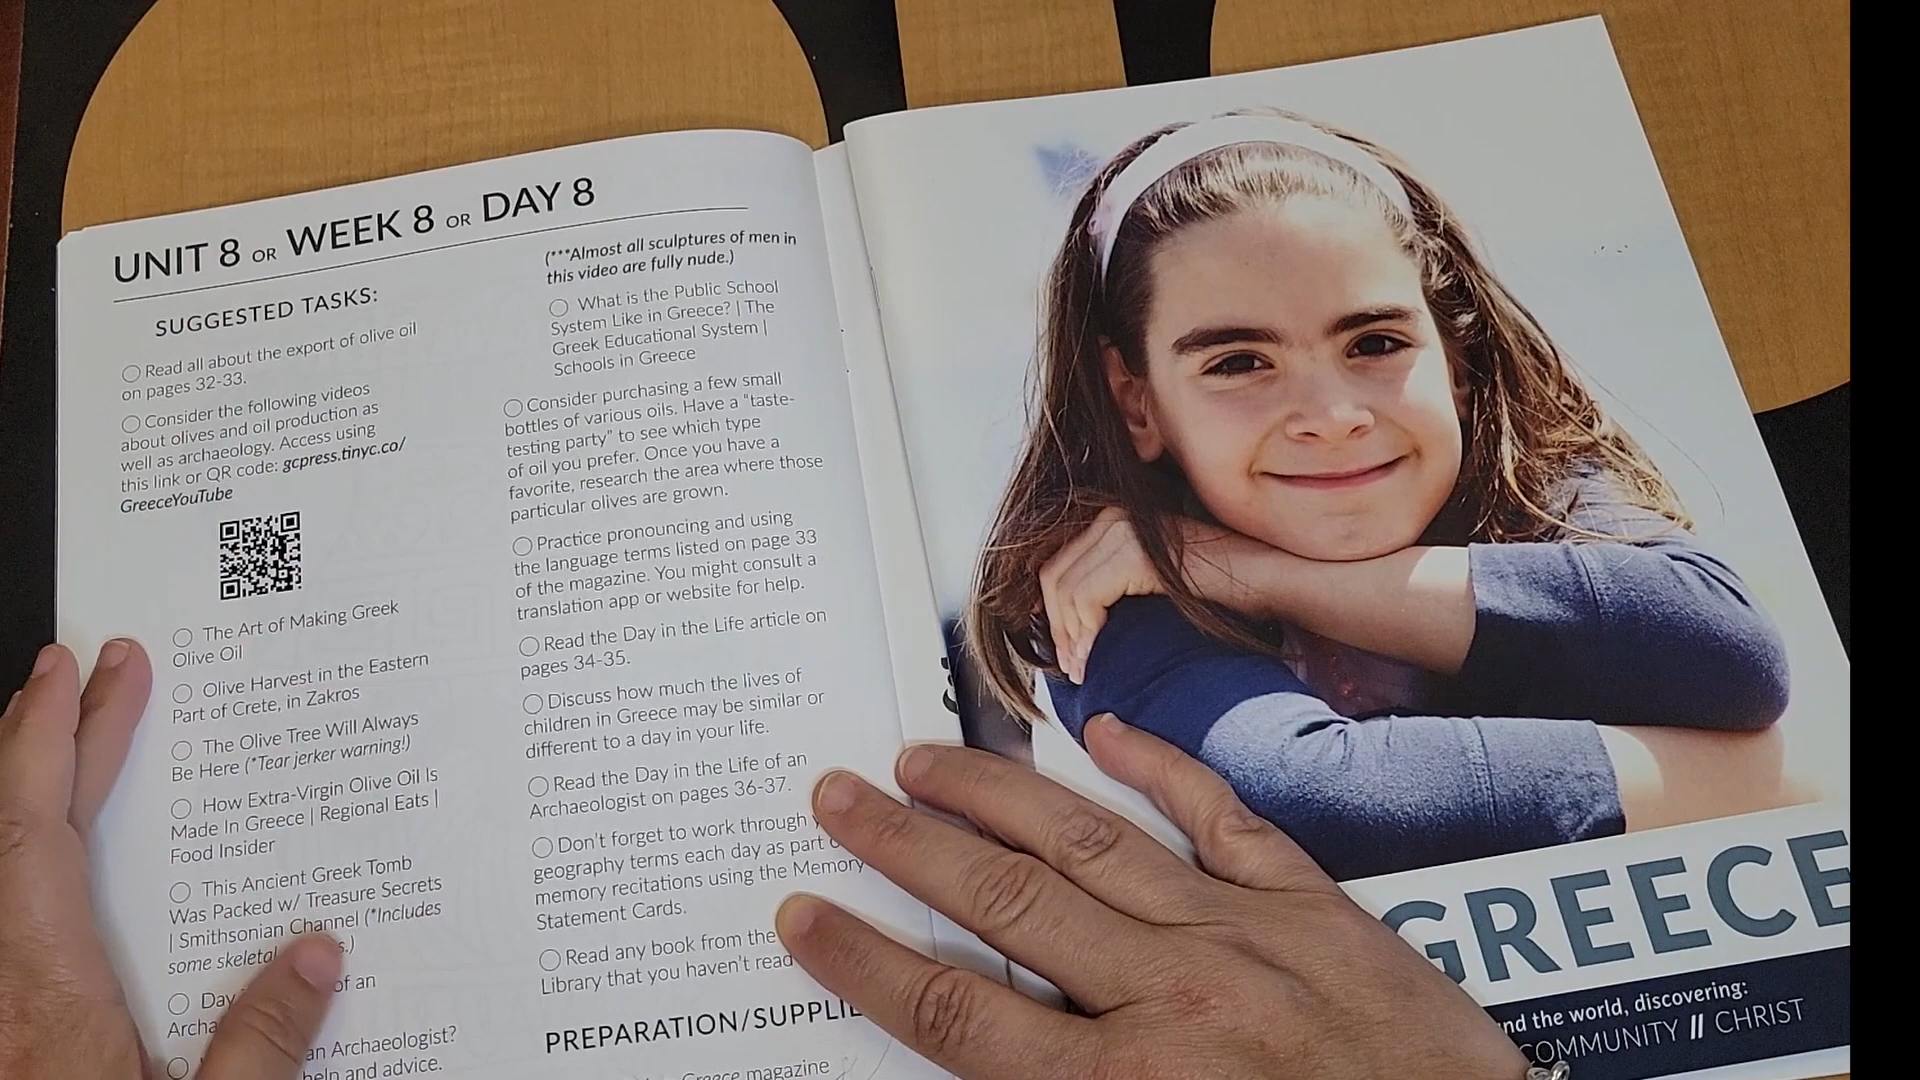 UNIT 8 OR WEEK 8 OR DAY 8
SUGGESTED TASKS:
Read all about the export of olive oil
on pages 32-33.
Consider the following videos
about olives and oil production as
well as archaeology. Access using
this link or QR code: gcpress.tinyc.co/
GreeceYouTube
The Art of Making Greek
Olive Oil
Olive Harvest in the Eastern
Part of Crete, in Zakros
The Olive Tree Will Always
Be Here (*Tear jerker warning!)
How Extra-Virgin Olive Oil Is
Made In Greece | Regional Eats |
Food Insider
This Ancient Greek Tomb
Was Packed w/ Treasure Secrets
| Smithsonian Channel (*Includes
some skeletal
Day of an
an Archaeologist?
help and advice.
(***Almost all sculptures of men in
this video are fully nude.)
What is the Public School
System Like in Greece? | The
Greek Educational System |
Schools in Greece
Consider purchasing a few small
bottles of various oils. Have a "taste-
testing party" to see which type
of oil you prefer. Once you have a
favorite, research the area where those
particular olives are grown.
Practice pronouncing and using
the language terms listed on page 33
of the magazine. You might consult a
translation app or website for help.
Read the Day in the Life article on
pages 34-35.
Discuss how much the lives of
children in Greece may be similar or
different to a day in your life.
Read the Day in the Life of an
Archaeologist on pages 36-37.
Don't forget to work through
geography terms each day as part
memory recitations using the Memory
Statement Cards.
Read any book from the
Library that you haven't read
PREPARATION/SUPPLIE
Greece magazine
GREECE
the world, discovering:
COMMUNITY // CHRIST